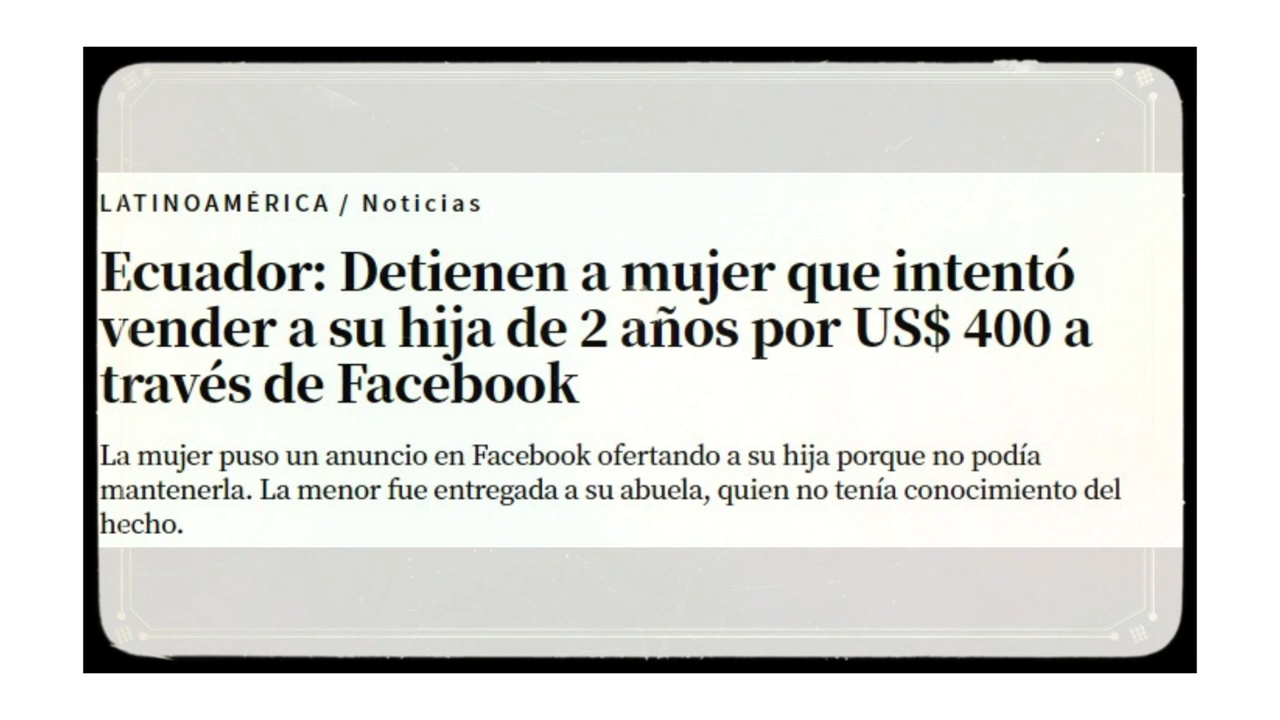 LATINOAMÉRICA / Noticias
Ecuador: Detienen a mujer que intentó
vender a su hija de 2 años por US$ 400 a
través de Facebook
La mujer puso un anuncio en Facebook ofertando a su hija porque no podía
mantenerla. La menor fue entregada a su abuela, quien no tenía conocimiento del
hecho.